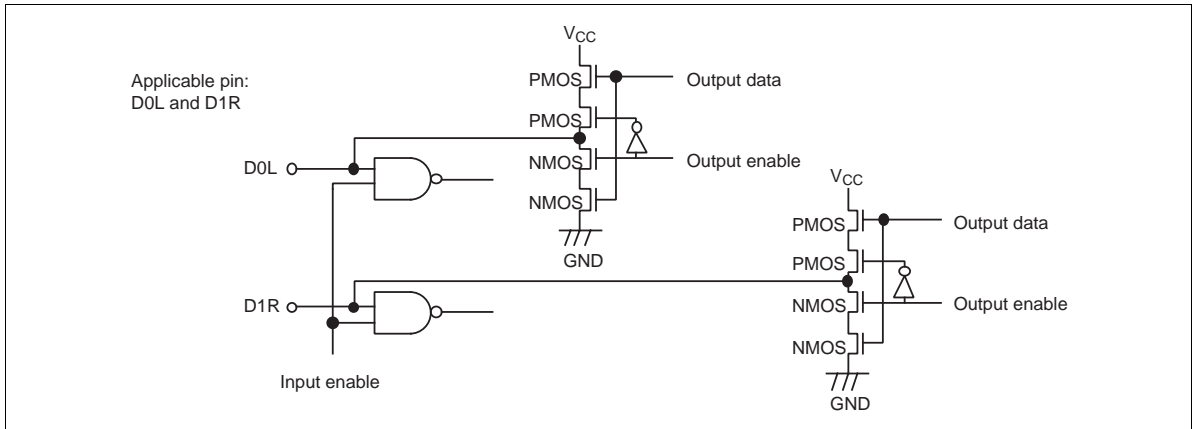 Applicable pin:
D0L and D1R
VCC
PMOS
Output data
PMOS
D0L
NMOS
Output enable
NMOS
GND
VCC
PMOS
Output data
PMOS
D1R
NMOS
Output enable
NMOS
GND
Input enable